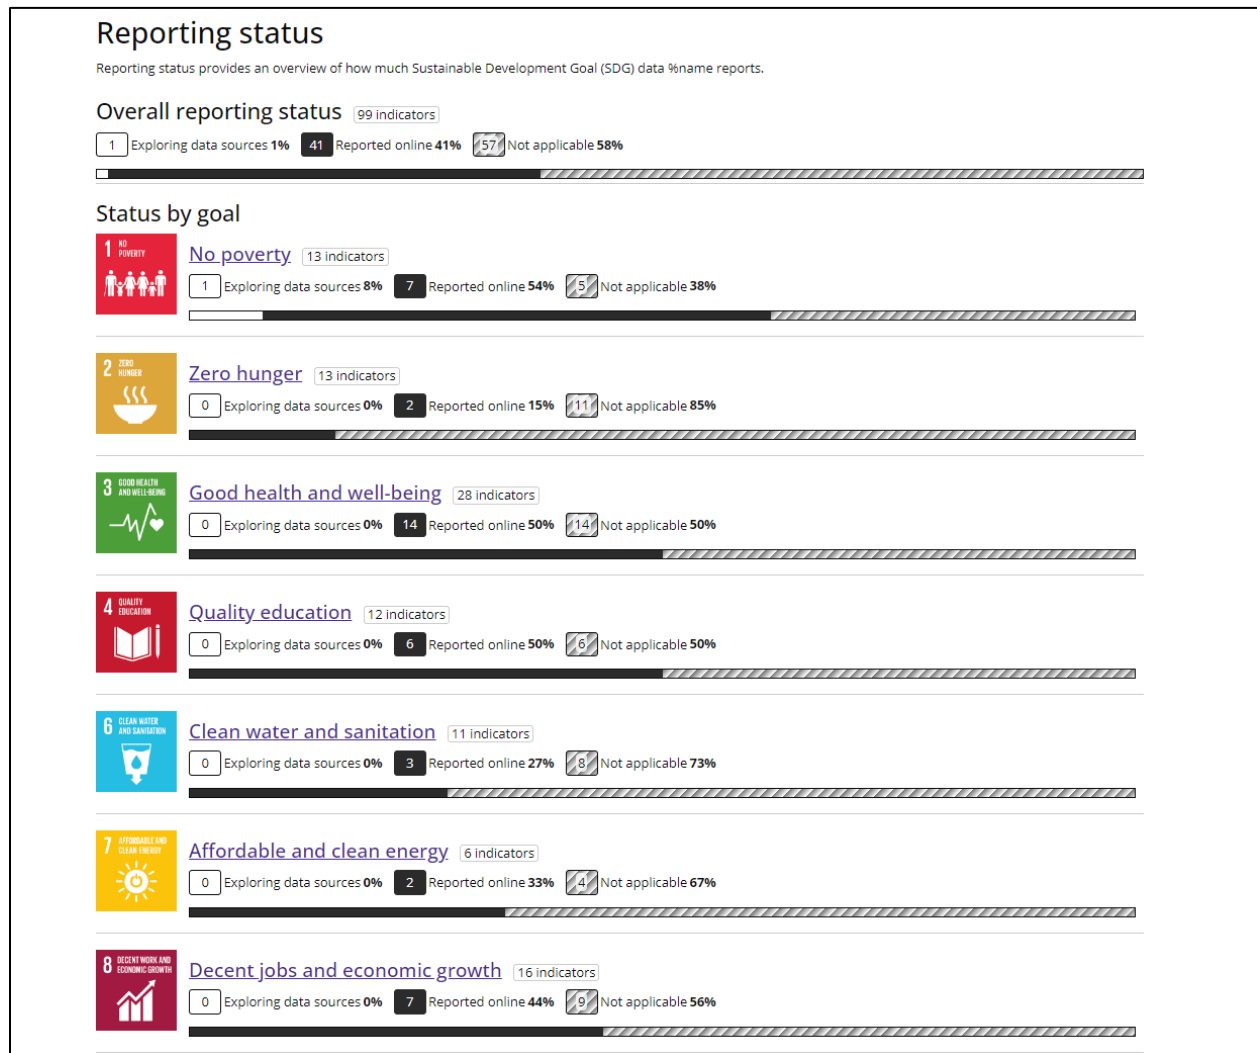 Reporting status
Reporting status provides an overview of how much Sustainable Development Goal (SDG) data %name reports.
Overall reporting status 99 indicators
1 Exploring data sources 1% 41 Reported online 41% 57 Not applicable 58%
Status by goal
1 NO POVERTY
No poverty 13 indicators
1 Exploring data sources 8% 7 Reported online 54% 5 Not applicable 38%
2 ZERO HUNGER
Zero hunger 13 indicators
0 Exploring data sources 0% 2 Reported online 15% 11 Not applicable 85%
3 GOOD HEALTH AND WELL-BEING
Good health and well-being 28 indicators
0 Exploring data sources 0% 14 Reported online 50% 14 Not applicable 50%
4 QUALITY EDUCATION
Quality education 12 indicators
0 Exploring data sources 0% 6 Reported online 50% 6 Not applicable 50%
6 CLEAN WATER AND SANITATION
Clean water and sanitation 11 indicators
0 Exploring data sources 0% 3 Reported online 27% 8 Not applicable 73%
7 AFFORDABLE AND CLEAN ENERGY
Affordable and clean energy 6 indicators
0 Exploring data sources 0% 2 Reported online 33% 4 Not applicable 67%
8 DECENT WORK AND ECONOMIC GROWTH
Decent jobs and economic growth 16 indicators
0 Exploring data sources 0% 7 Reported online 44% 9 Not applicable 56%